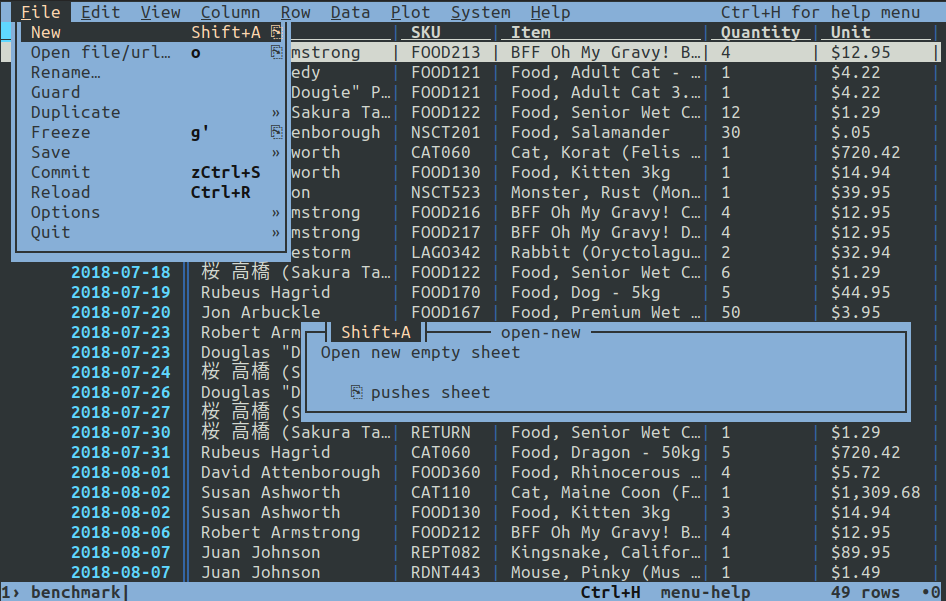 File Edit View Column Row Data Plot System Help Ctrl+H for help menu
New Shift+A ⎘ SKU Item Quantity Unit
Open file/url… o ⎘ mstrong | FOOD213 | BFF Oh My Gravy! B…| 4 | $12.95 |
Rename… edy | FOOD121 | Food, Adult Cat - …| 1 | $4.22 |
Guard Dougie" P…| FOOD121 | Food, Adult Cat 3.…| 1 | $4.22 |
Duplicate » Sakura Ta…| FOOD122 | Food, Senior Wet C…| 12 | $1.29 |
Freeze g' ⎘ enborough | NSCT201 | Food, Salamander | 30 | $.05 |
Save » worth | CAT060 | Cat, Korat (Felis …| 1 | $720.42 |
Commit zCtrl+S worth | FOOD130 | Food, Kitten 3kg | 1 | $14.94 |
Reload Ctrl+R on | NSCT523 | Monster, Rust (Mon…| 1 | $39.95 |
Options » mstrong | FOOD216 | BFF Oh My Gravy! C…| 4 | $12.95 |
Quit » mstrong | FOOD217 | BFF Oh My Gravy! D…| 4 | $12.95 |
estorm | LAGO342 | Rabbit (Oryctolagu…| 2 | $32.94 |
2018-07-18 桜 高橋 (Sakura Ta…| FOOD122 | Food, Senior Wet C…| 6 | $1.29 |
2018-07-19 Rubeus Hagrid | FOOD170 | Food, Dog - 5kg | 5 | $44.95 |
2018-07-20 Jon Arbuckle | FOOD167 | Food, Premium Wet …| 50 | $3.95 |
2018-07-23 Robert Arm Shift+A open-new
2018-07-23 Douglas "D Open new empty sheet
2018-07-24 桜 高橋 (S
2018-07-26 Douglas "D ⎘ pushes sheet
2018-07-27 桜 高橋 (S
2018-07-30 桜 高橋 (Sakura Ta…| RETURN | Food, Senior Wet C…| 1 | $1.29 |
2018-07-31 Rubeus Hagrid | CAT060 | Food, Dragon - 50kg| 5 | $720.42 |
2018-08-01 David Attenborough | FOOD360 | Food, Rhinocerous …| 4 | $5.72 |
2018-08-02 Susan Ashworth | CAT110 | Cat, Maine Coon (F…| 1 | $1,309.68 |
2018-08-02 Susan Ashworth | FOOD130 | Food, Kitten 3kg | 3 | $14.94 |
2018-08-06 Robert Armstrong | FOOD212 | BFF Oh My Gravy! B…| 4 | $12.95 |
2018-08-07 Juan Johnson | REPT082 | Kingsnake, Califor…| 1 | $89.95 |
2018-08-07 Juan Johnson | RDNT443 | Mouse, Pinky (Mus …| 1 | $1.49 |
1› benchmark| Ctrl+H menu-help 49 rows •0